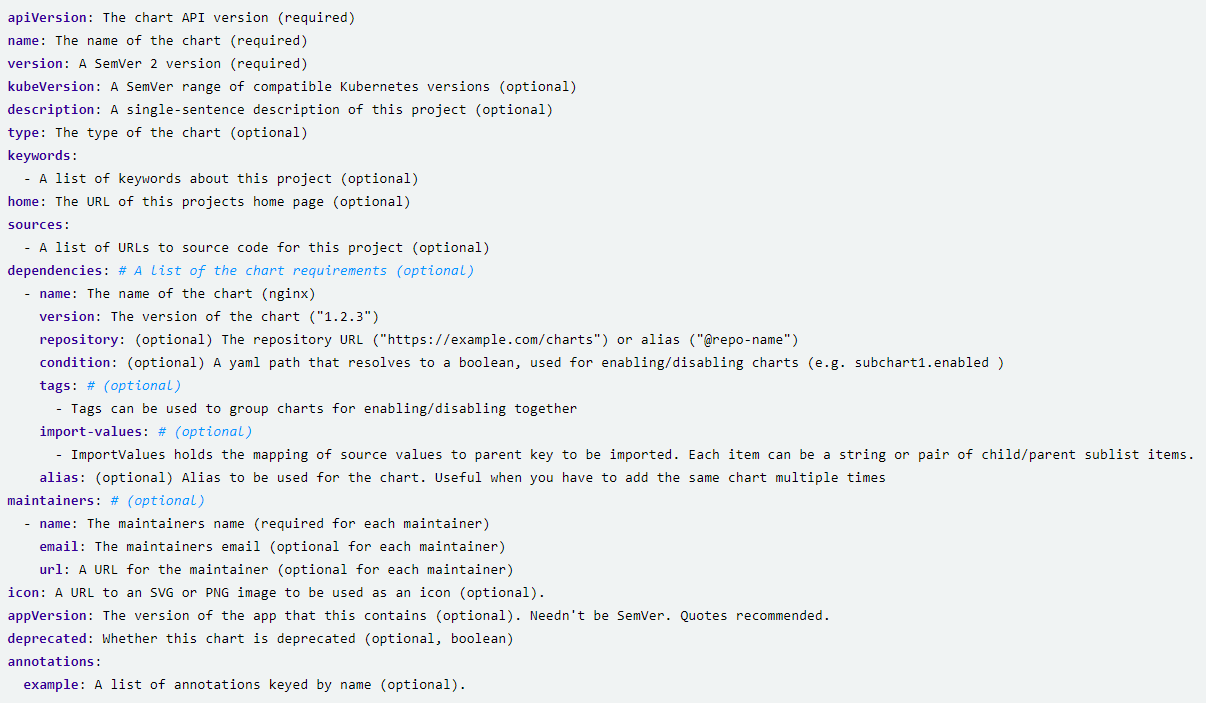 apiVersion: The chart API version (required)
name: The name of the chart (required)
version: A SemVer 2 version (required)
kubeVersion: A SemVer range of compatible Kubernetes versions (optional)
description: A single-sentence description of this project (optional)
type: The type of the chart (optional)
keywords:
  - A list of keywords about this project (optional)
home: The URL of this projects home page (optional)
sources:
  - A list of URLs to source code for this project (optional)
dependencies: # A list of the chart requirements (optional)
  - name: The name of the chart (nginx)
    version: The version of the chart ("1.2.3")
    repository: (optional) The repository URL ("https://example.com/charts") or alias ("@repo-name")
    condition: (optional) A yaml path that resolves to a boolean, used for enabling/disabling charts (e.g. subchart1.enabled )
    tags: # (optional)
      - Tags can be used to group charts for enabling/disabling together
    import-values: # (optional)
      - ImportValues holds the mapping of source values to parent key to be imported. Each item can be a string or pair of child/parent sublist items.
    alias: (optional) Alias to be used for the chart. Useful when you have to add the same chart multiple times
maintainers: # (optional)
  - name: The maintainers name (required for each maintainer)
    email: The maintainers email (optional for each maintainer)
    url: A URL for the maintainer (optional for each maintainer)
icon: A URL to an SVG or PNG image to be used as an icon (optional).
appVersion: The version of the app that this contains (optional). Needn't be SemVer. Quotes recommended.
deprecated: Whether this chart is deprecated (optional, boolean)
annotations:
  example: A list of annotations keyed by name (optional).